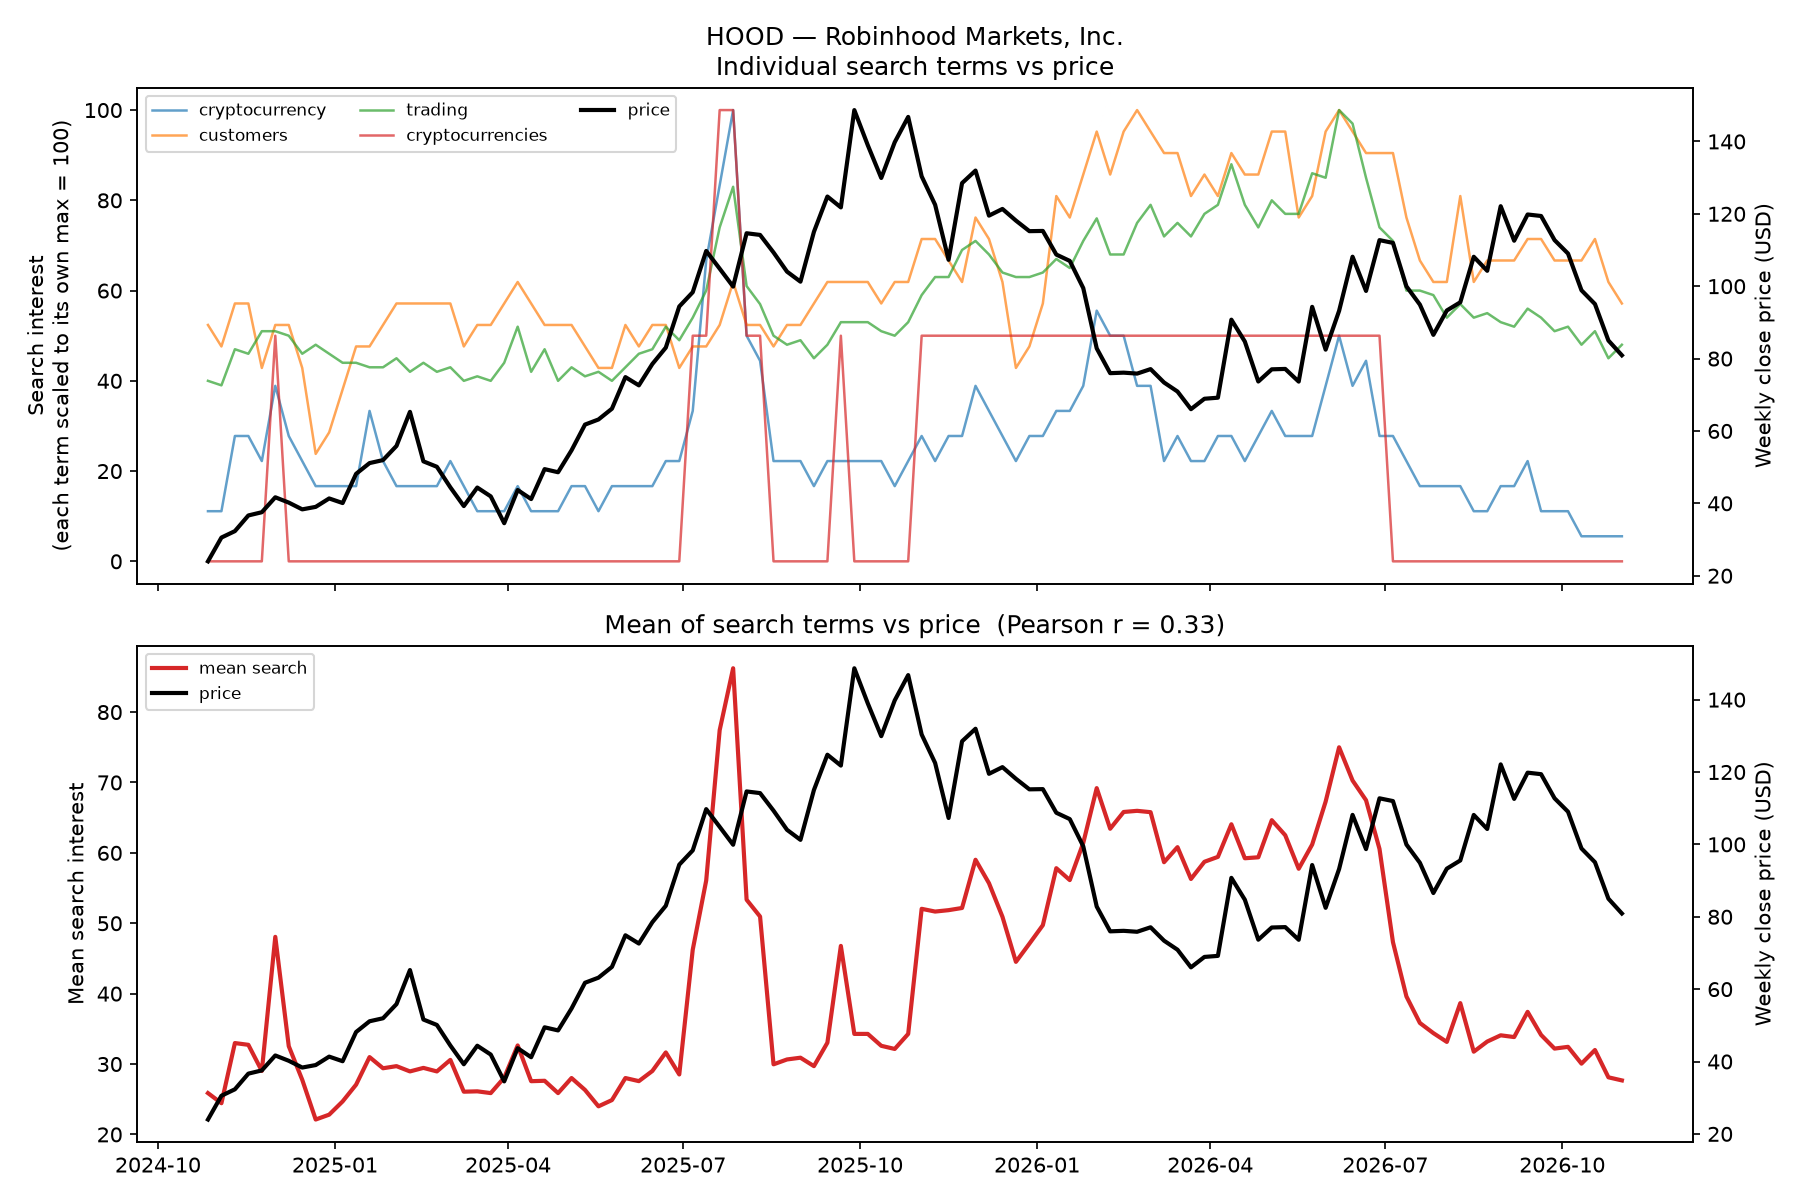 HOOD — Robinhood Markets, Inc.
Individual search terms vs price
cryptocurrency
customers
trading
cryptocurrencies
price
Search interest
(each term scaled to its own max = 100)
100
80
60
40
20
0
Weekly close price (USD)
140
120
100
80
60
40
20
Mean of search terms vs price (Pearson r = 0.33)
mean search
price
Mean search interest
80
70
60
50
40
30
20
Weekly close price (USD)
140
120
100
80
60
40
20
2024-10
2025-01
2025-04
2025-07
2025-10
2026-01
2026-04
2026-07
2026-10